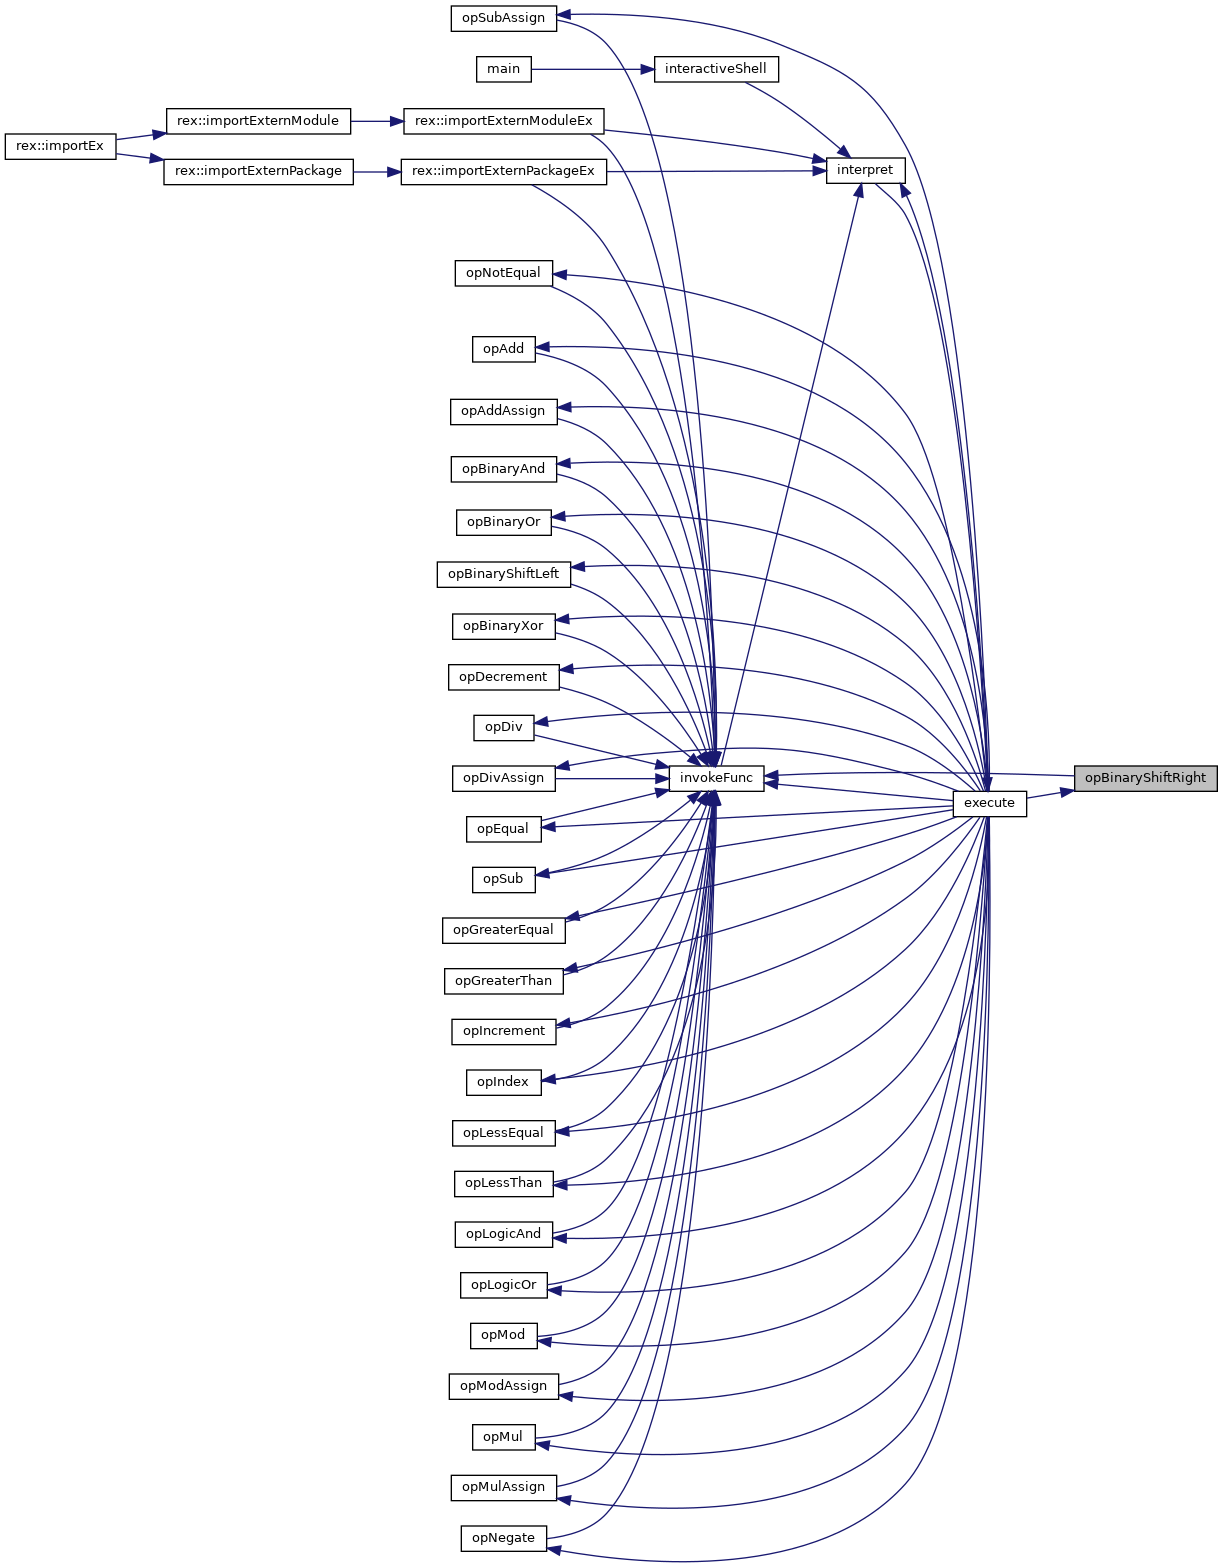 opSubAssign
main
interactiveShell
rex::importExternModule
rex::importExternModuleEx
rex::importEx
rex::importExternPackage
rex::importExternPackageEx
interpret
opNotEqual
opAdd
opAddAssign
opBinaryAnd
opBinaryOr
opBinaryShiftLeft
opBinaryXor
opDecrement
opDiv
opDivAssign
invokeFunc
opBinaryShiftRight
execute
opEqual
opSub
opGreaterEqual
opGreaterThan
opIncrement
opIndex
opLessEqual
opLessThan
opLogicAnd
opLogicOr
opMod
opModAssign
opMul
opMulAssign
opNegate